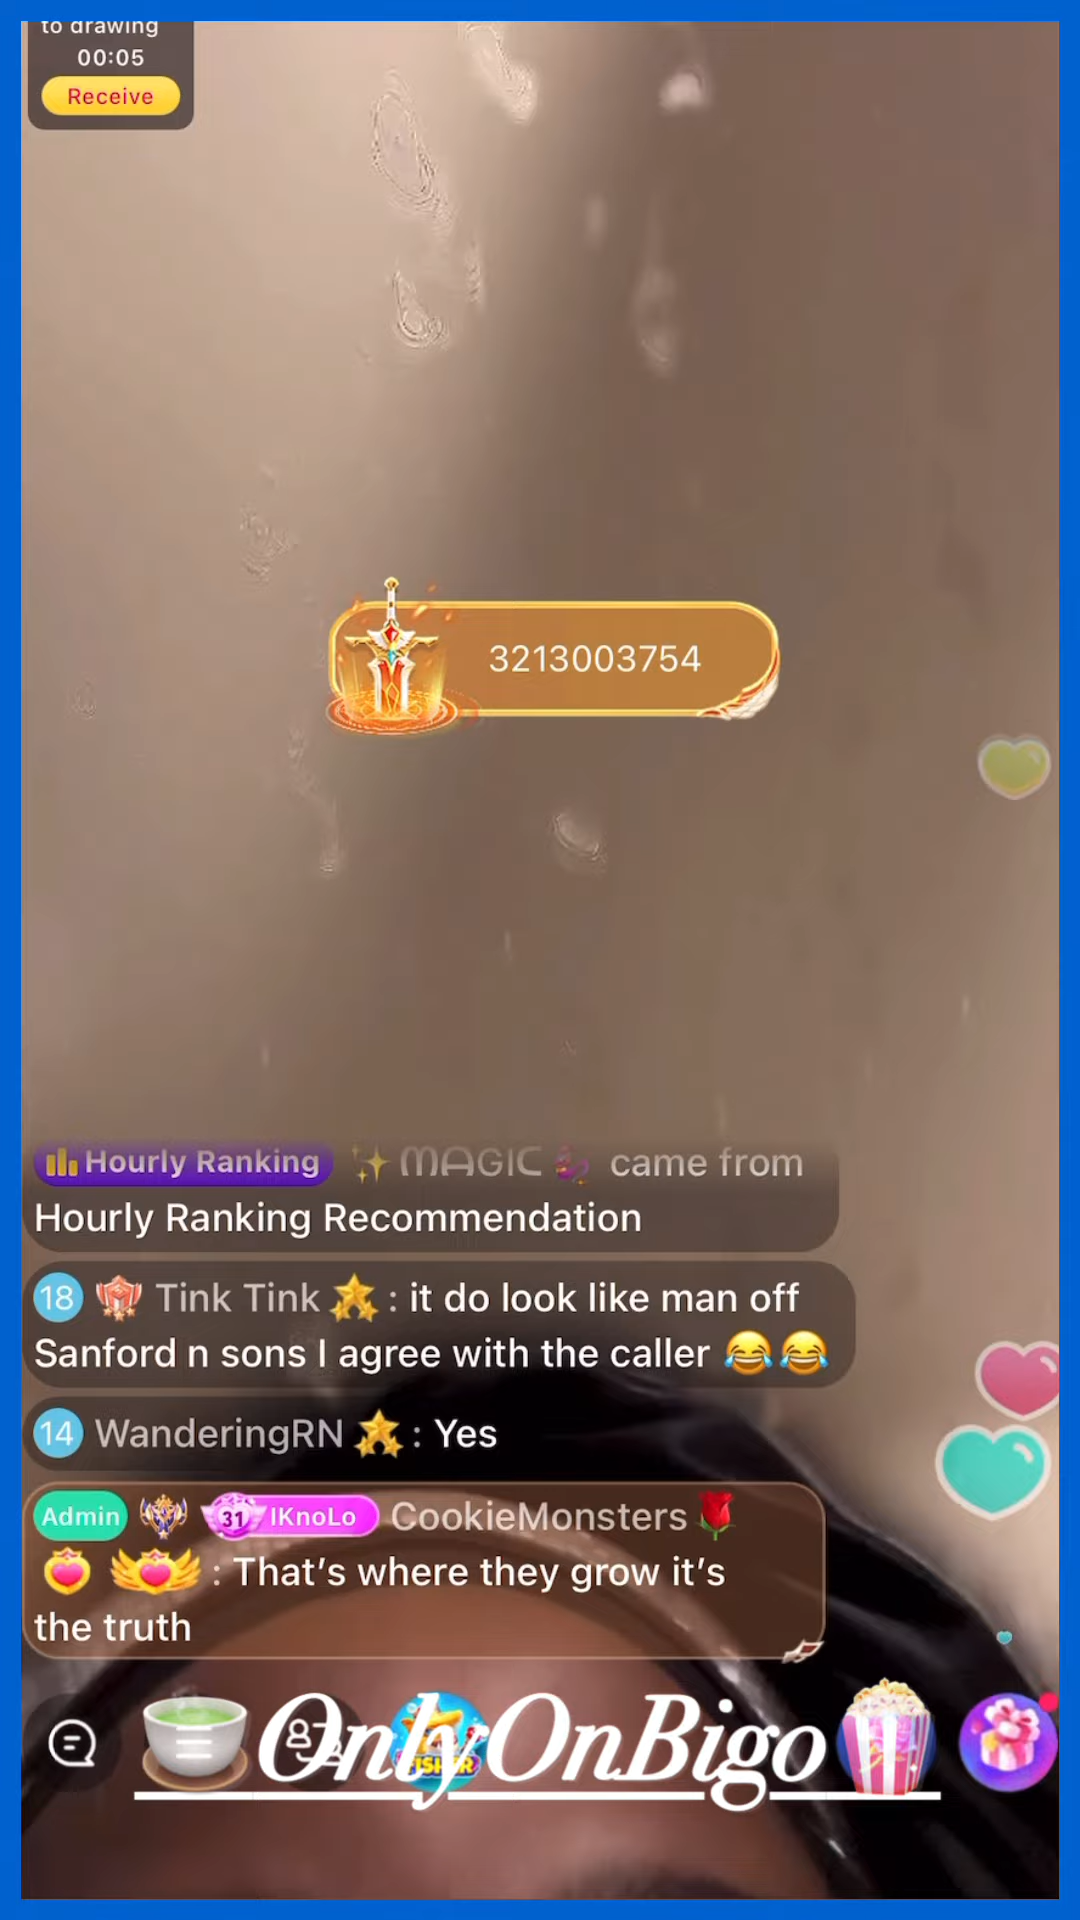 to drawing
00:05
Receive
3213003754
Hourly Ranking ✨ MAGIC came from
Hourly Ranking Recommendation
18 Tink Tink : it do look like man off
Sanford n sons I agree with the caller 😂😂
14 WanderingRN : Yes
Admin 31 IKnoLo CookieMonsters🌹
: That's where they grow it's
the truth
OnlyOnBigo